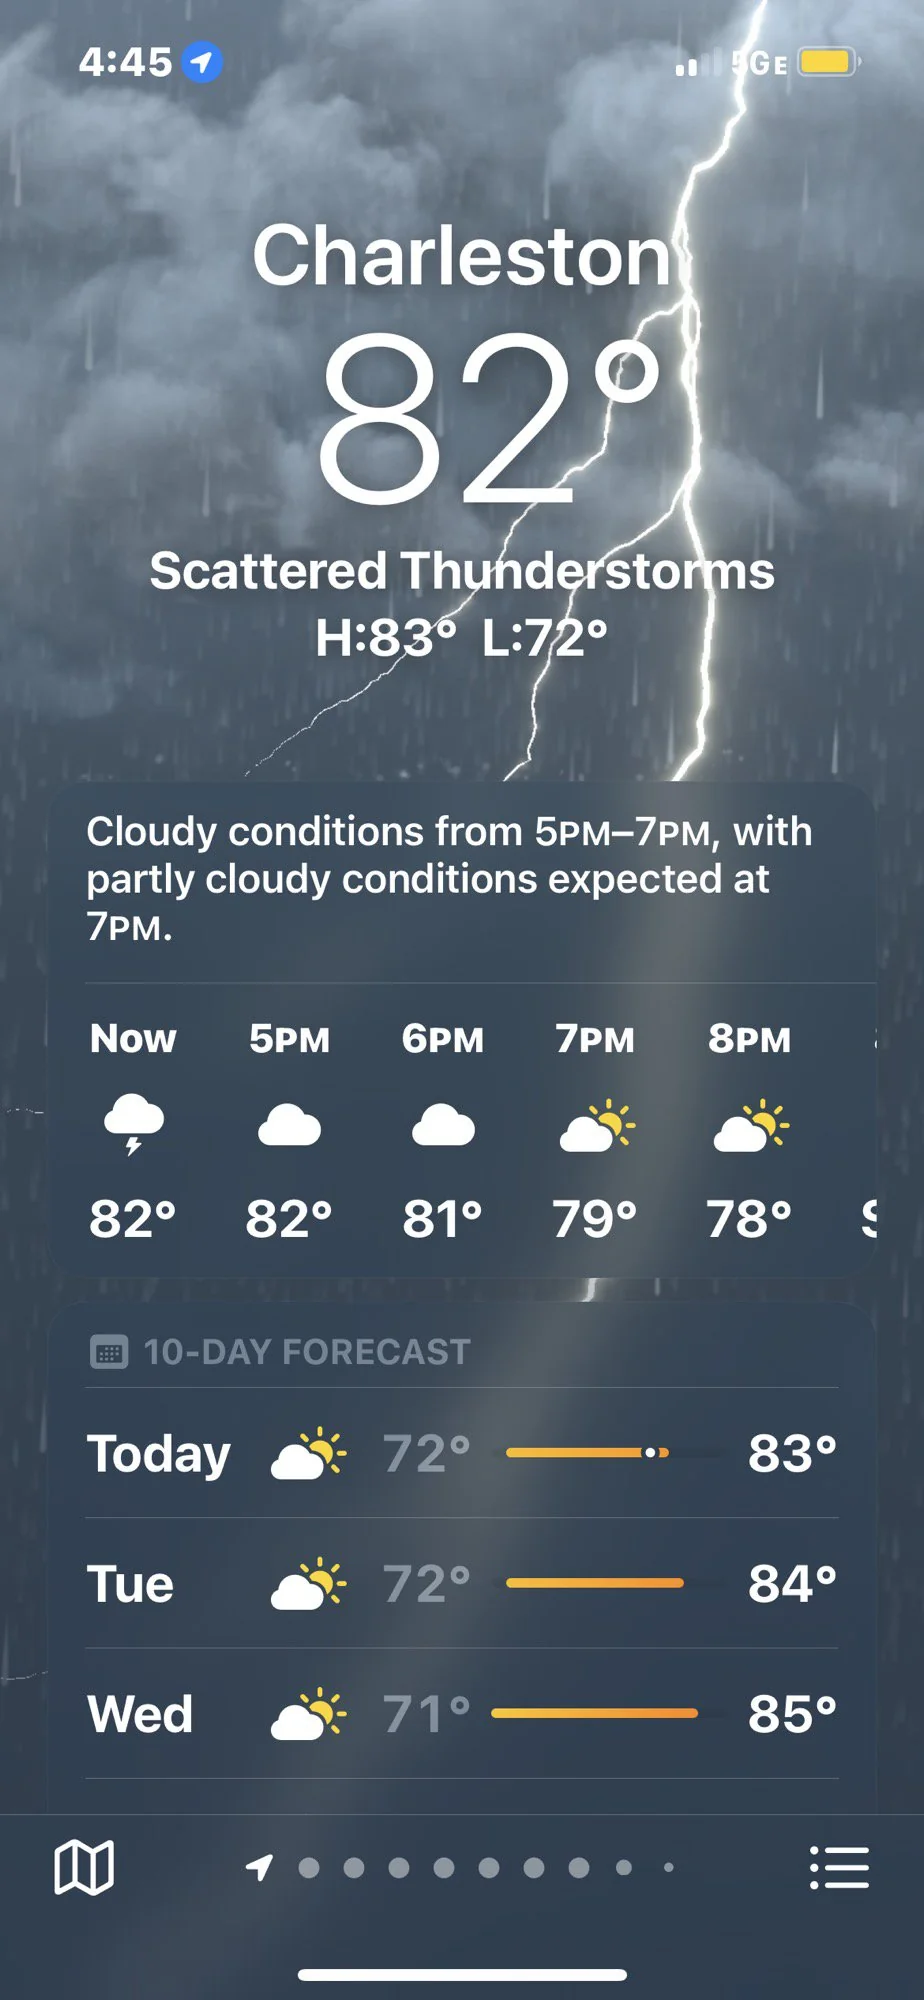 4:45 5GE
Charleston
82°
Scattered Thunderstorms
H:83° L:72°
Cloudy conditions from 5PM–7PM, with
partly cloudy conditions expected at
7PM.
Now 5PM 6PM 7PM 8PM
82° 82° 81° 79° 78°
10-DAY FORECAST
Today 72° 83°
Tue 72° 84°
Wed 71° 85°